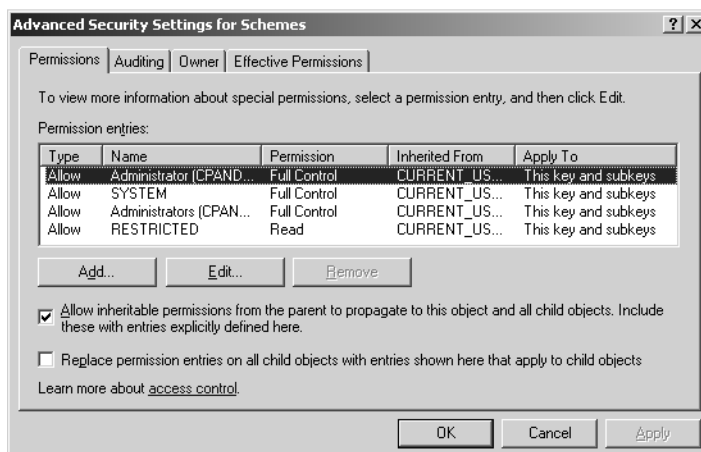 Advanced Security Settings for Schemes
Permissions Auditing Owner Effective Permissions
To view more information about special permissions, select a permission entry, and then click Edit.
Permission entries:
Type Name Permission Inherited From Apply To
Allow Administrator (CPAND... Full Control CURRENT_US... This key and subkeys
Allow SYSTEM Full Control CURRENT_US... This key and subkeys
Allow Administrators (CPAN... Full Control CURRENT_US... This key and subkeys
Allow RESTRICTED Read CURRENT_US... This key and subkeys
Add... Edit... Remove
Allow inheritable permissions from the parent to propagate to this object and all child objects. Include
these with entries explicitly defined here.
Replace permission entries on all child objects with entries shown here that apply to child objects
Learn more about access control.
OK Cancel Apply